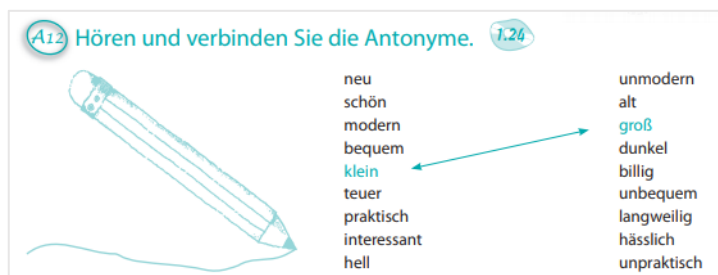 A12 Hören und verbinden Sie die Antonyme. 1.24
neu unmodern
schön alt
modern groß
bequem dunkel
klein billig
teuer unbequem
praktisch langweilig
interessant hässlich
hell unpraktisch